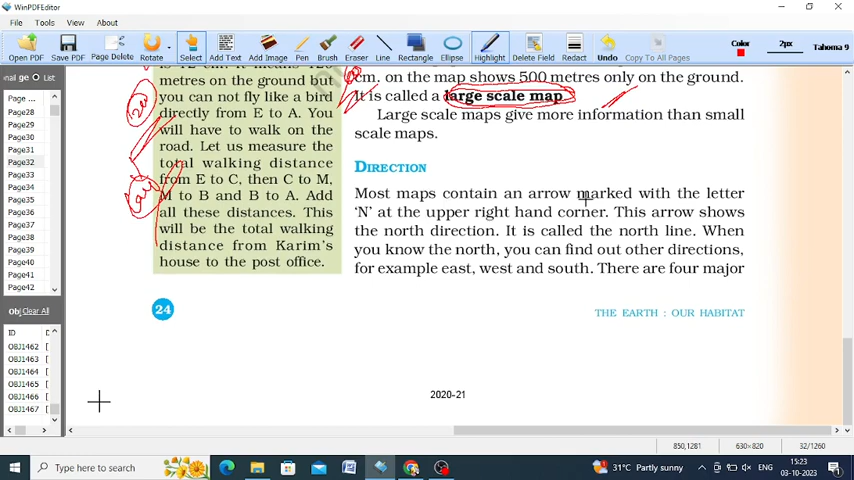 WinPDFEditor
File Tools View About
Open PDF Save PDF Page Delete Rotate Select Add Text Add Image Pen Brush Eraser Line Rectangle Ellipse Highlight Delete Field Redact Undo Copy To All Pages Color 2px Tahoma 9
List
Page...
Page28
Page29
Page30
Page31
Page32
Page33
Page34
Page35
Page36
Page37
Page38
Page39
Page40
Page41
Page42
Clear All
ID
OBJ1462 [
OBJ1463 [
OBJ1464 [
OBJ1465 [
OBJ1466 [
OBJ1467 [
metres on the ground but
you can not fly like a bird
directly from E to A. You
will have to walk on the
road. Let us measure the
total walking distance
from E to C, then C to M,
M to B and B to A. Add
all these distances. This
will be the total walking
distance from Karim's
house to the post office.
cm. on the map shows 500 metres only on the ground.
It is called a large scale map
Large scale maps give more information than small
scale maps.
DIRECTION
Most maps contain an arrow marked with the letter
‘N’ at the upper right hand corner. This arrow shows
the north direction. It is called the north line. When
you know the north, you can find out other directions,
for example east, west and south. There are four major
24
THE EARTH : OUR HABITAT
2020-21
850,1281 630×820 32/1260
Type here to search
31°C Partly sunny ENG 15:23
03-10-2023